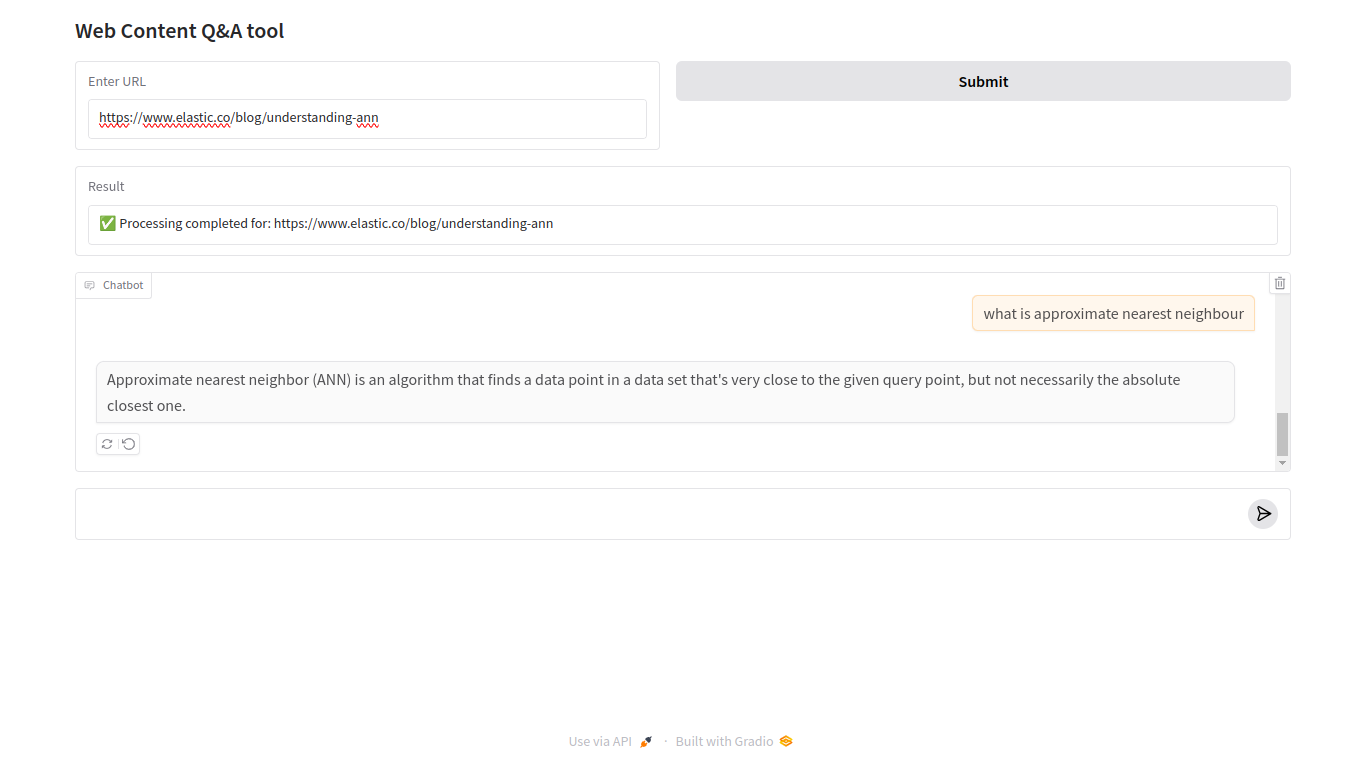 Web Content Q&A tool
Enter URL
https://www.elastic.co/blog/understanding-ann
Submit
Result
✅ Processing completed for: https://www.elastic.co/blog/understanding-ann
Chatbot
what is approximate nearest neighbour
Approximate nearest neighbor (ANN) is an algorithm that finds a data point in a data set that's very close to the given query point, but not necessarily the absolute
closest one.
Use via API 🚀 · Built with Gradio